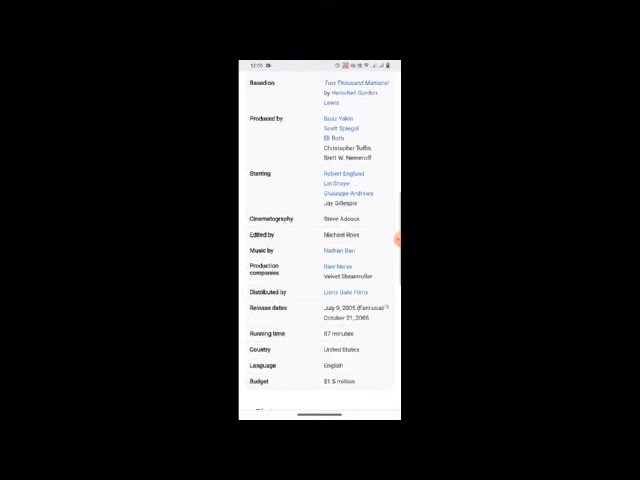 12:00
Based on
Two Thousand Maniacs!
by Herschell Gordon
Lewis
Produced by
Boaz Yakin
Scott Spiegel
Eli Roth
Christopher Tuffin
Brett W. Nemeroff
Starring
Robert Englund
Lin Shaye
Giuseppe Andrews
Jay Gillespie
Cinematography
Steve Adcock
Edited by
Michael Ross
Music by
Nathan Barr
Production
companies
Raw Nerve
Velvet Steamroller
Distributed by
Lions Gate Films
Release dates
July 9, 2005 (Fantasia)[1]
October 31, 2005
Running time
87 minutes
Country
United States
Language
English
Budget
$1.5 million